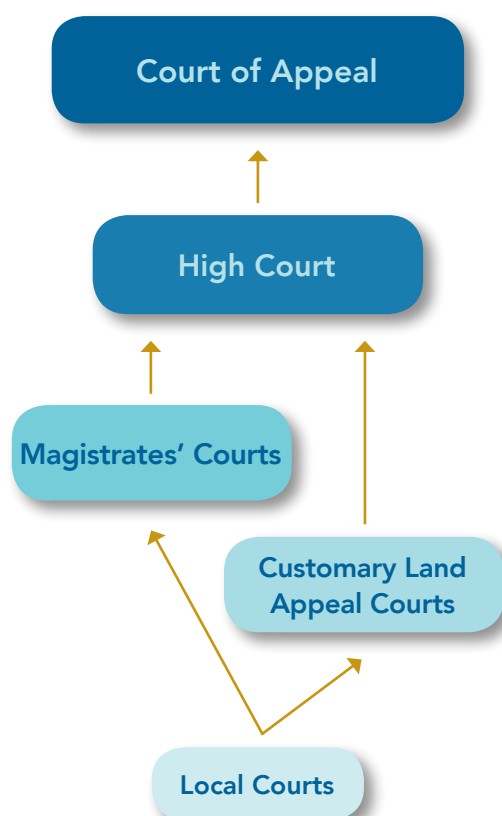 Court of Appeal
High Court
Magistrates’ Courts
Customary Land
Appeal Courts
Local Courts